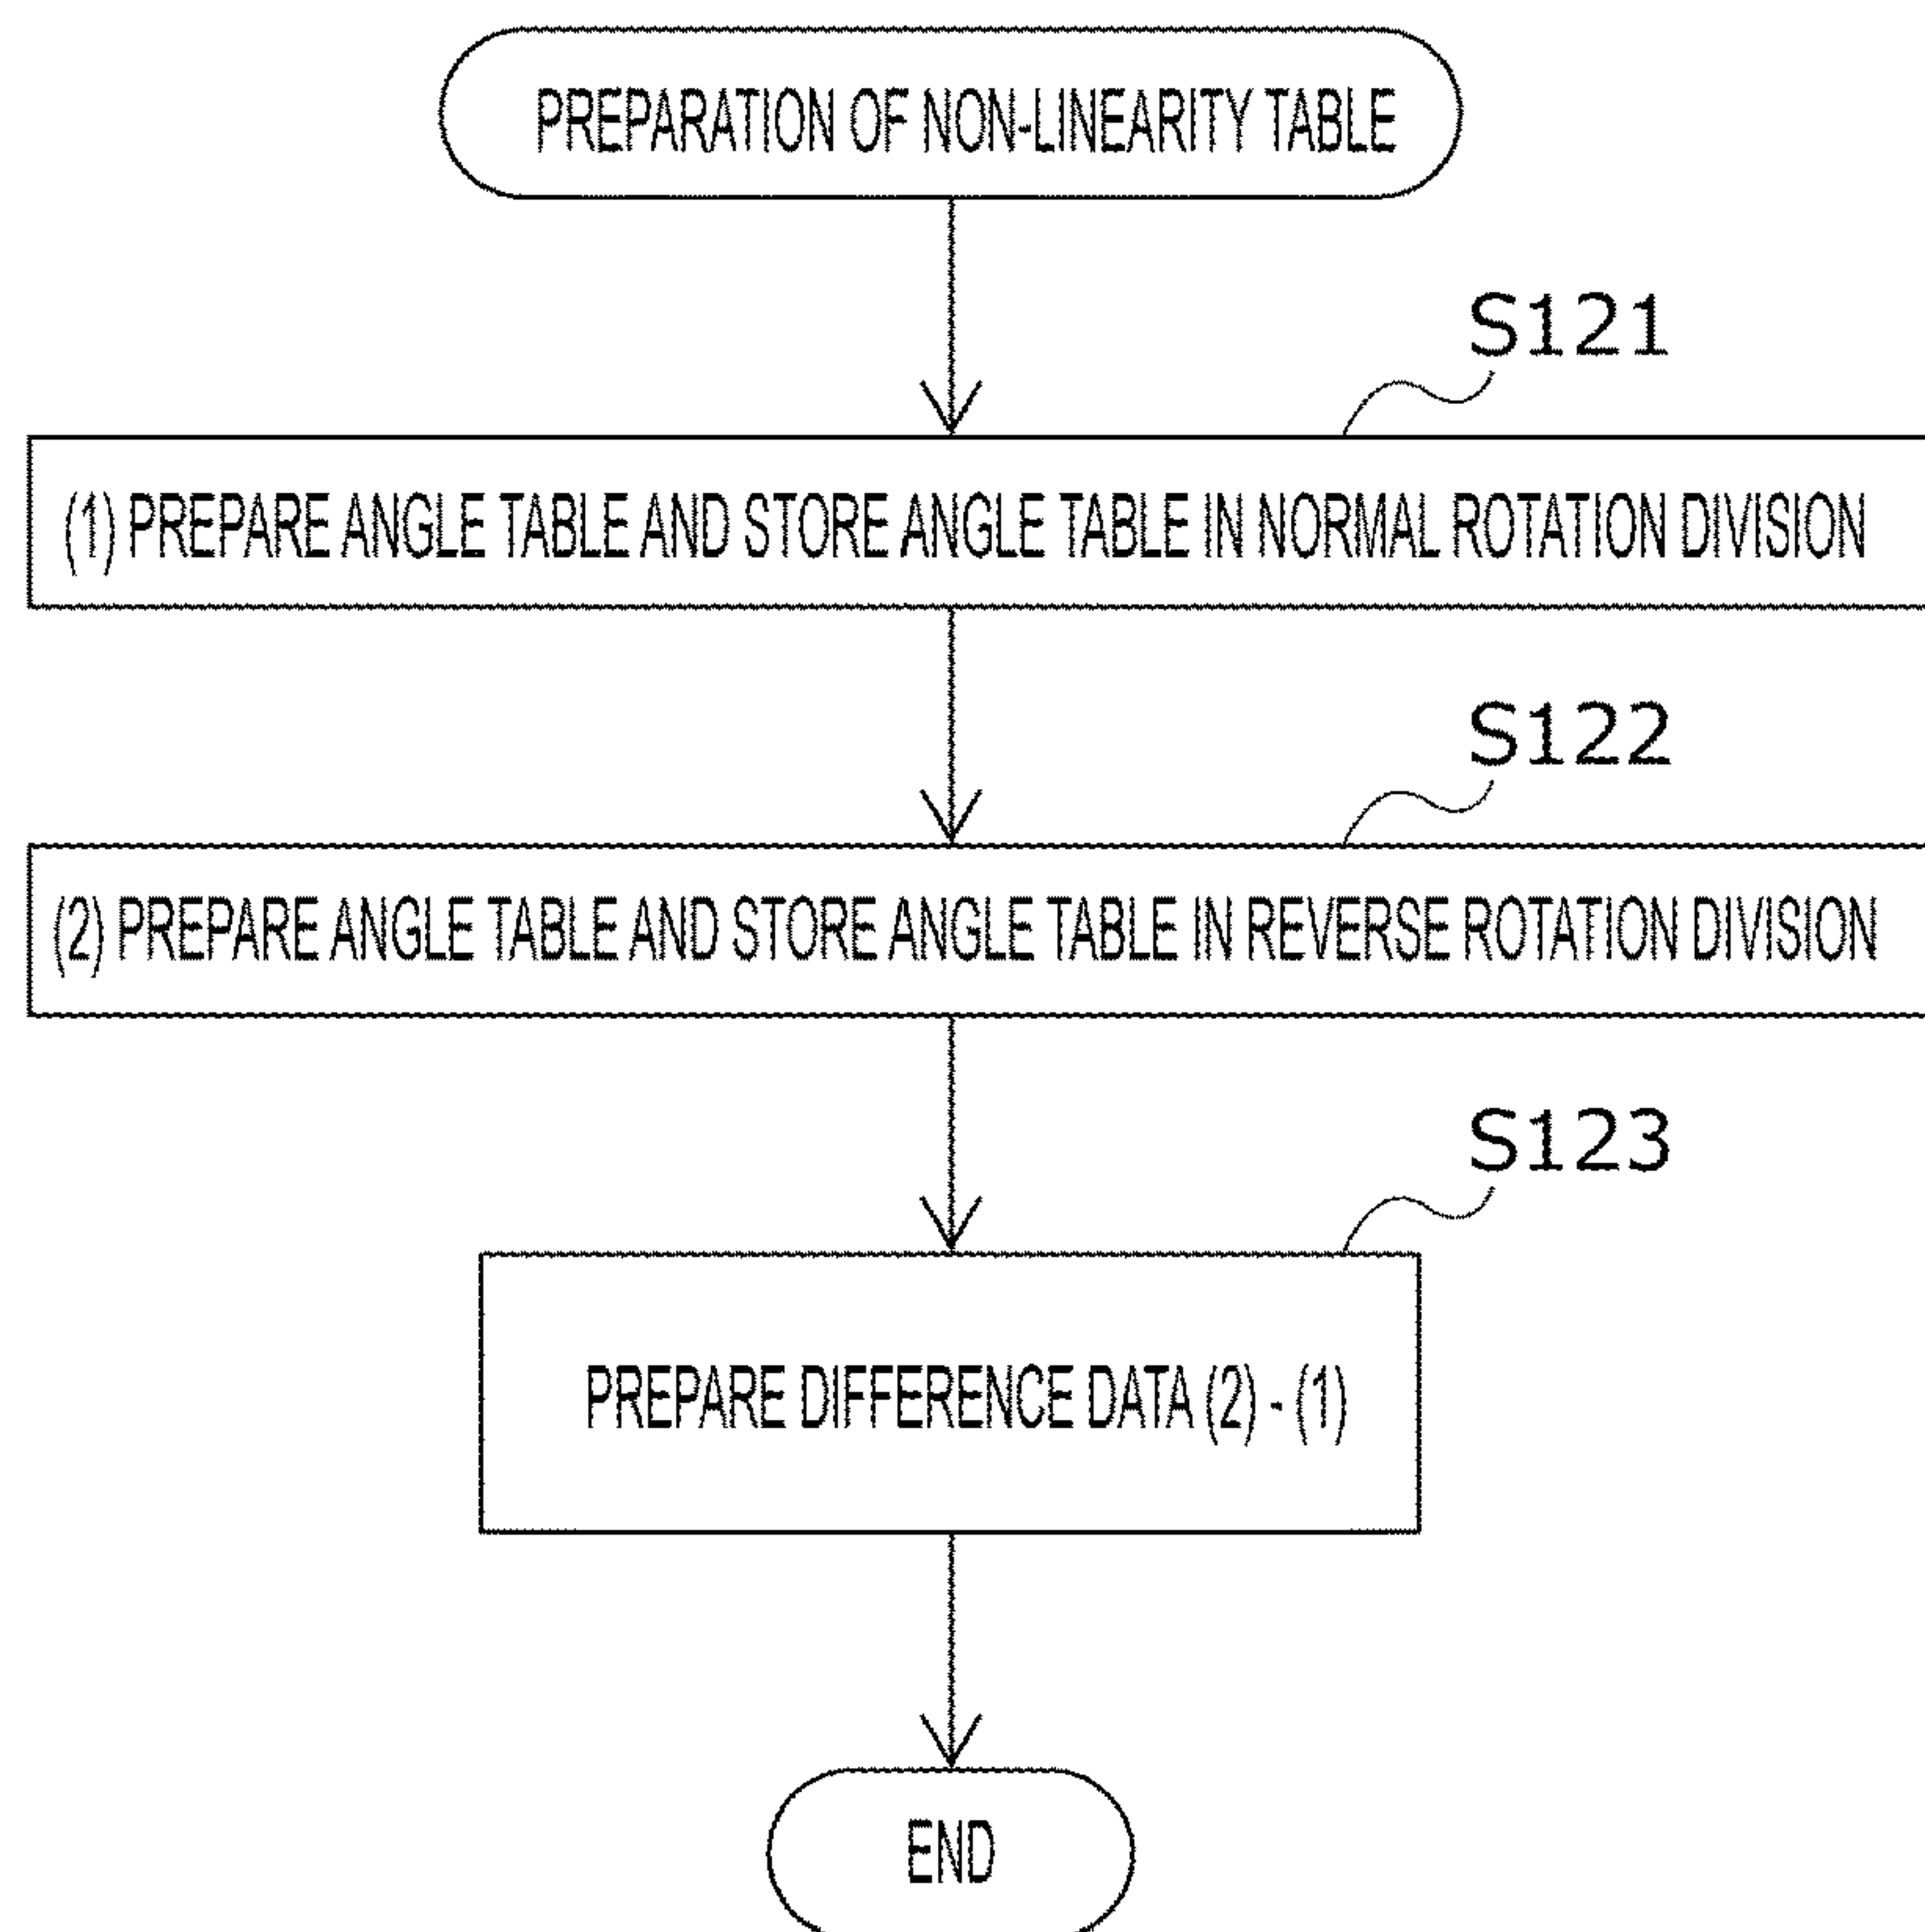 PREPARATION OF NON-LINEARITY TABLE
S121
(1) PREPARE ANGLE TABLE AND STORE ANGLE TABLE IN NORMAL ROTATION DIVISION
S122
(2) PREPARE ANGLE TABLE AND STORE ANGLE TABLE IN REVERSE ROTATION DIVISION
S123
PREPARE DIFFERENCE DATA (2) - (1)
END